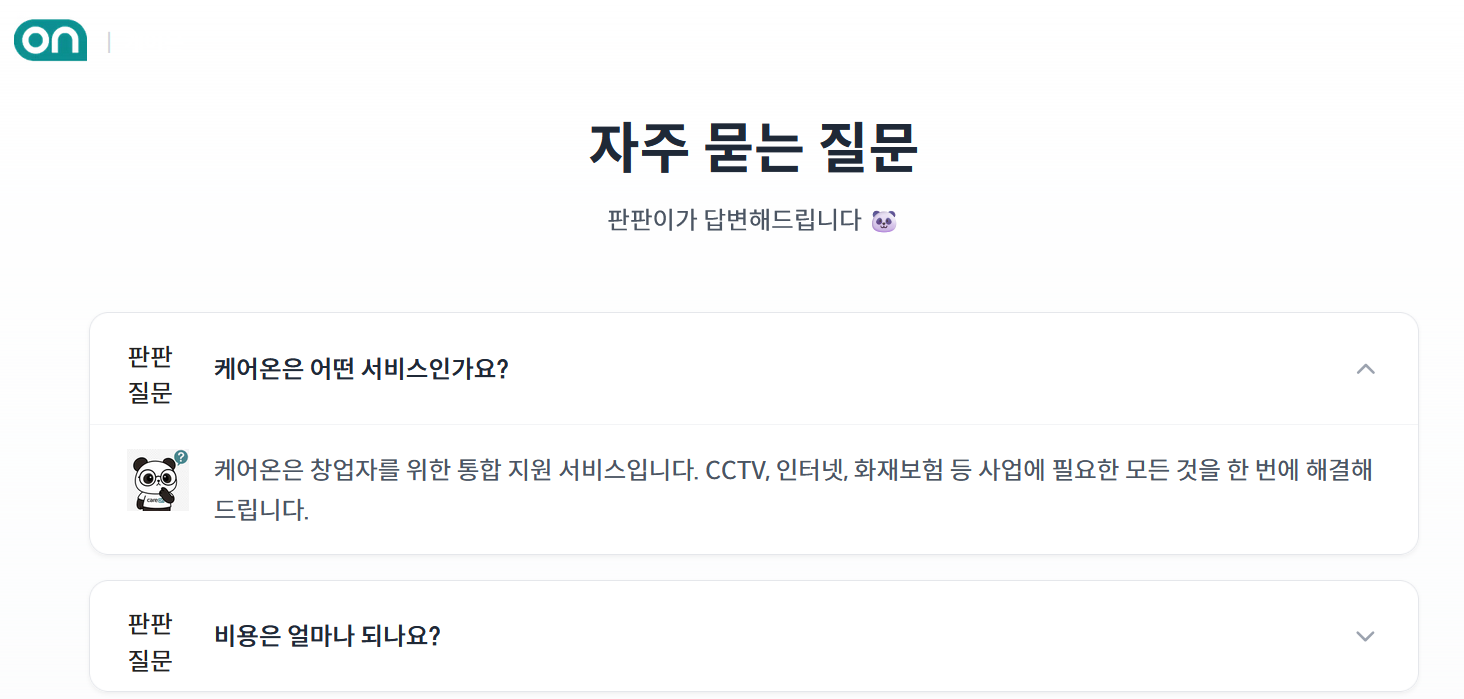 on
자주 묻는 질문
판판이가 답변해드립니다
판판
질문
케어온은 어떤 서비스인가요?
?
care
케어온은 창업자를 위한 통합 지원 서비스입니다. CCTV, 인터넷, 화재보험 등 사업에 필요한 모든 것을 한 번에 해결해
드립니다.
판판
질문
비용은 얼마나 되나요?